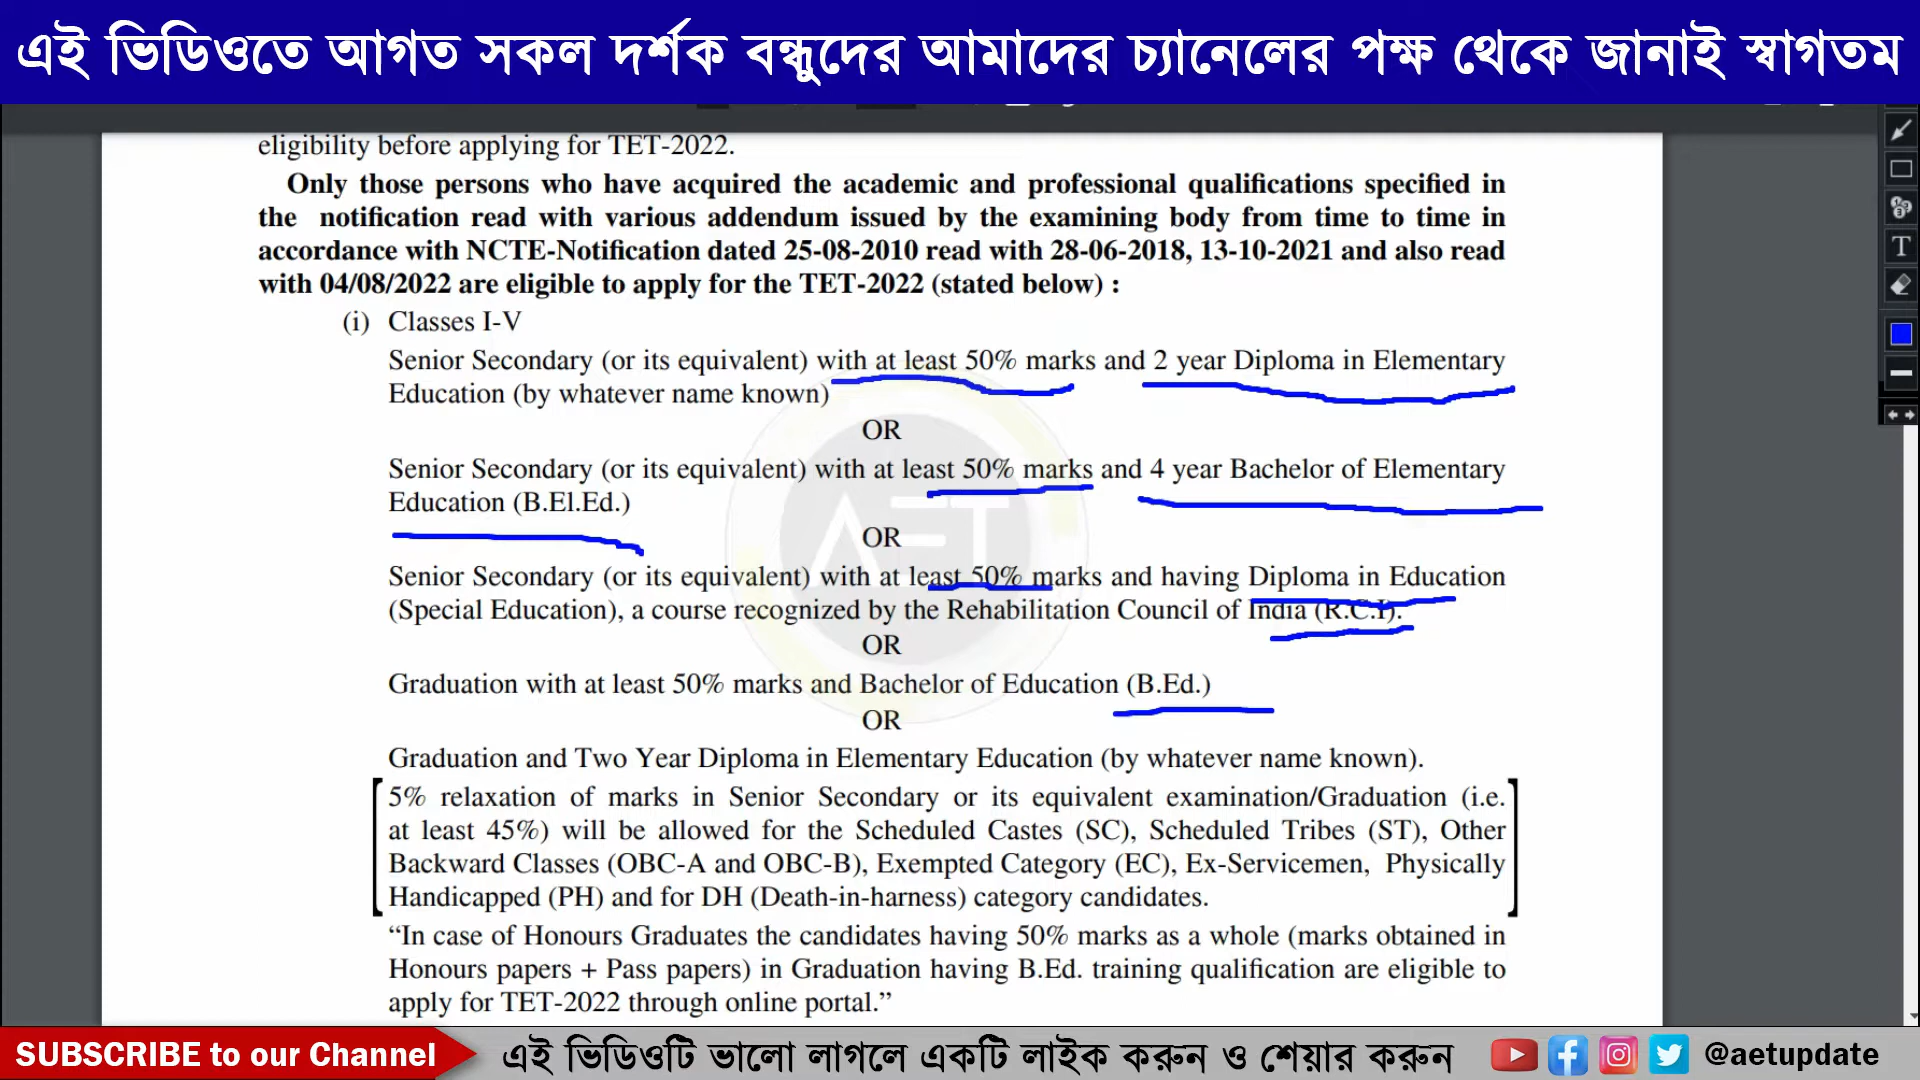 এই ভিডিওতে আগত সকল দর্শক বন্ধুদের আমাদের চ্যানেলের পক্ষ থেকে জানাই স্বাগতম
eligibility before applying for TET-2022.
Only those persons who have acquired the academic and professional qualifications specified in
the notification read with various addendum issued by the examining body from time to time in
accordance with NCTE-Notification dated 25-08-2010 read with 28-06-2018, 13-10-2021 and also read
with 04/08/2022 are eligible to apply for the TET-2022 (stated below) :
(i) Classes I-V
Senior Secondary (or its equivalent) with at least 50% marks and 2 year Diploma in Elementary
Education (by whatever name known)
OR
Senior Secondary (or its equivalent) with at least 50% marks and 4 year Bachelor of Elementary
Education (B.El.Ed.)
OR
Senior Secondary (or its equivalent) with at least 50% marks and having Diploma in Education
(Special Education), a course recognized by the Rehabilitation Council of India (R.C.I).
OR
Graduation with at least 50% marks and Bachelor of Education (B.Ed.)
OR
Graduation and Two Year Diploma in Elementary Education (by whatever name known).
5% relaxation of marks in Senior Secondary or its equivalent examination/Graduation (i.e.
at least 45%) will be allowed for the Scheduled Castes (SC), Scheduled Tribes (ST), Other
Backward Classes (OBC-A and OBC-B), Exempted Category (EC), Ex-Servicemen, Physically
Handicapped (PH) and for DH (Death-in-harness) category candidates.
“In case of Honours Graduates the candidates having 50% marks as a whole (marks obtained in
Honours papers + Pass papers) in Graduation having B.Ed. training qualification are eligible to
apply for TET-2022 through online portal.”
AET
T
SUBSCRIBE to our Channel
এই ভিডিওটি ভালো লাগলে একটি লাইক করুন ও শেয়ার করুন
@aetupdate